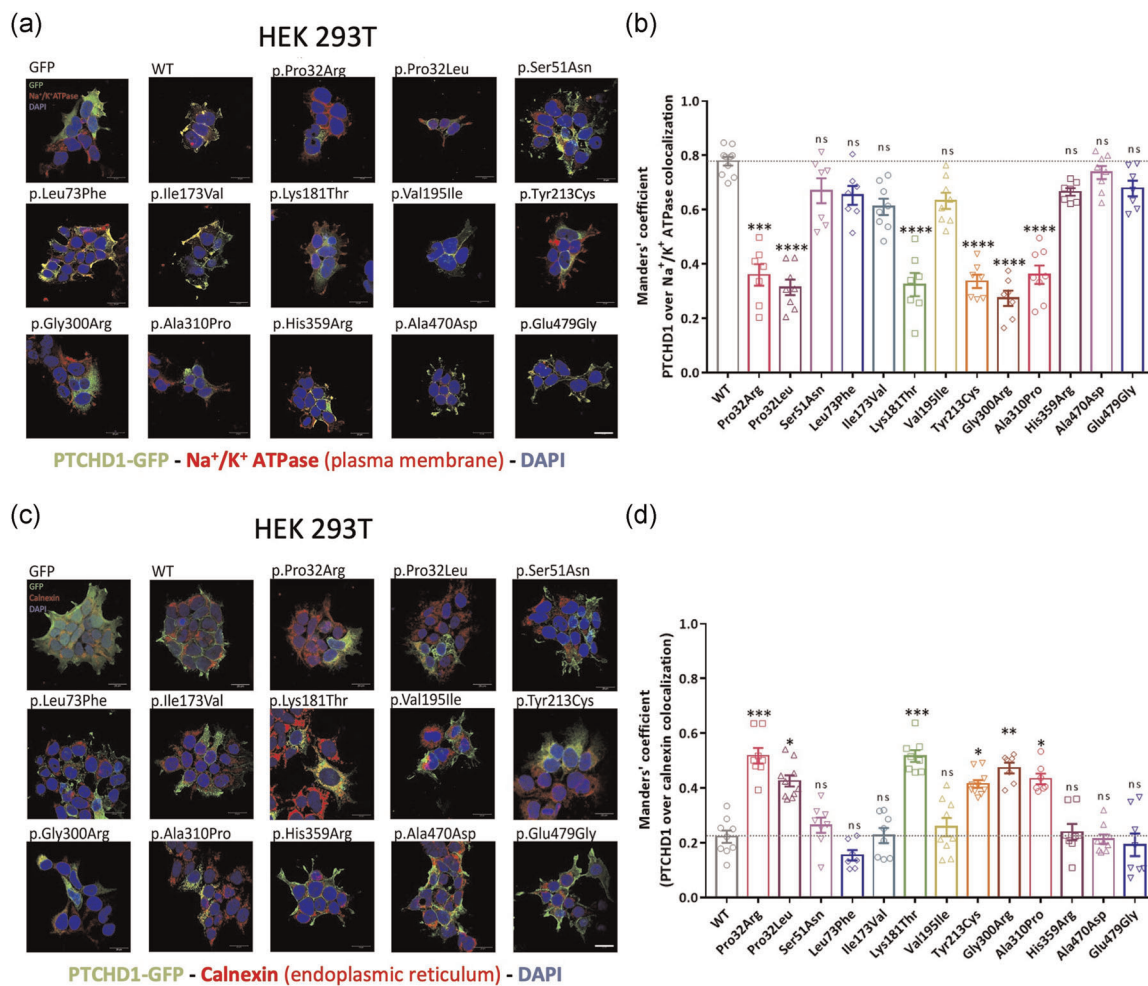 (a)
HEK 293T
GFP WT p.Pro32Arg p.Pro32Leu p.Ser51Asn
GFP
Na⁺/K⁺ATPase
DAPI
p.Leu73Phe p.Ile173Val p.Lys181Thr p.Val195Ile p.Tyr213Cys
p.Gly300Arg p.Ala310Pro p.His359Arg p.Ala470Asp p.Glu479Gly
PTCHD1-GFP - Na⁺/K⁺ ATPase (plasma membrane) - DAPI
(b)
Manders' coefficient
PTCHD1 over Na⁺/K⁺ ATPase colocalization)
1.0
0.8
0.6
0.4
0.2
0.0
*** **** ns ns ns **** ns **** **** **** ns ns ns
WT Pro32Arg Pro32Leu Ser51Asn Leu73Phe Ile173Val Lys181Thr Val195Ile Tyr213Cys Gly300Arg Ala310Pro His359Arg Ala470Asp Glu479Gly
(c)
HEK 293T
GFP WT p.Pro32Arg p.Pro32Leu p.Ser51Asn
GFP
Calnexin
DAPI
p.Leu73Phe p.Ile173Val p.Lys181Thr p.Val195Ile p.Tyr213Cys
p.Gly300Arg p.Ala310Pro p.His359Arg p.Ala470Asp p.Glu479Gly
PTCHD1-GFP - Calnexin (endoplasmic reticulum) - DAPI
(d)
Manders' coefficient
(PTCHD1 over calnexin colocalization)
1.0
0.8
0.6
0.4
0.2
0.0
*** * ns ns ns *** ns * ** * ns ns ns
WT Pro32Arg Pro32Leu Ser51Asn Leu73Phe Ile173Val Lys181Thr Val195Ile Tyr213Cys Gly300Arg Ala310Pro His359Arg Ala470Asp Glu479Gly